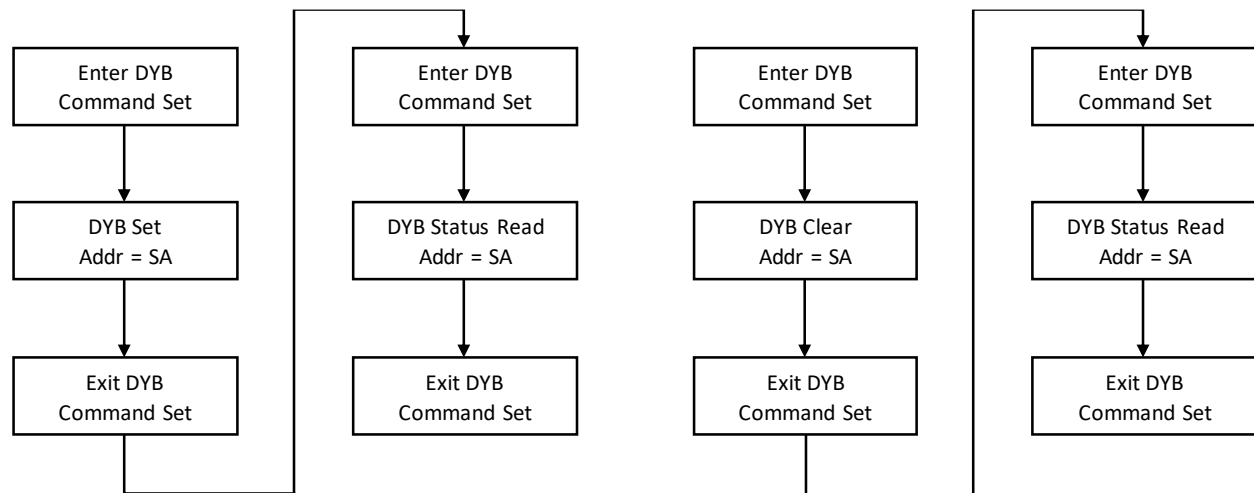 Enter DYB
Command Set
DYB Set
Addr = SA
Exit DYB
Command Set
Enter DYB
Command Set
DYB Status Read
Addr = SA
Exit DYB
Command Set
Enter DYB
Command Set
DYB Clear
Addr = SA
Exit DYB
Command Set
Enter DYB
Command Set
DYB Status Read
Addr = SA
Exit DYB
Command Set